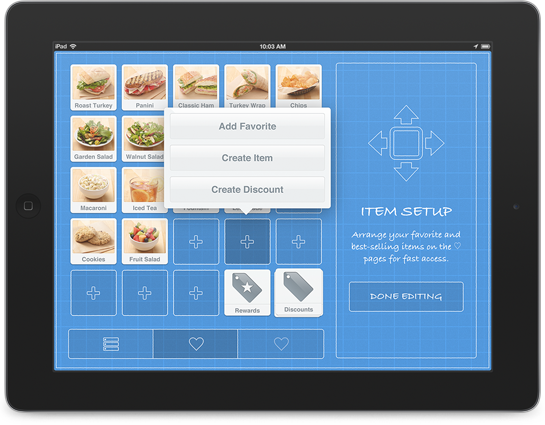 iPad
10:03 AM
Roast Turkey
Panini
Classic Ham
Turkey Wrap
Chips
Add Favorite
Create Item
Create Discount
Garden Salad
Walnut Salad
Macaroni
Iced Tea
Cookies
Fruit Salad
Rewards
Discounts
ITEM SETUP
Arrange your favorite and
best-selling items on the ♡
pages for fast access.
DONE EDITING